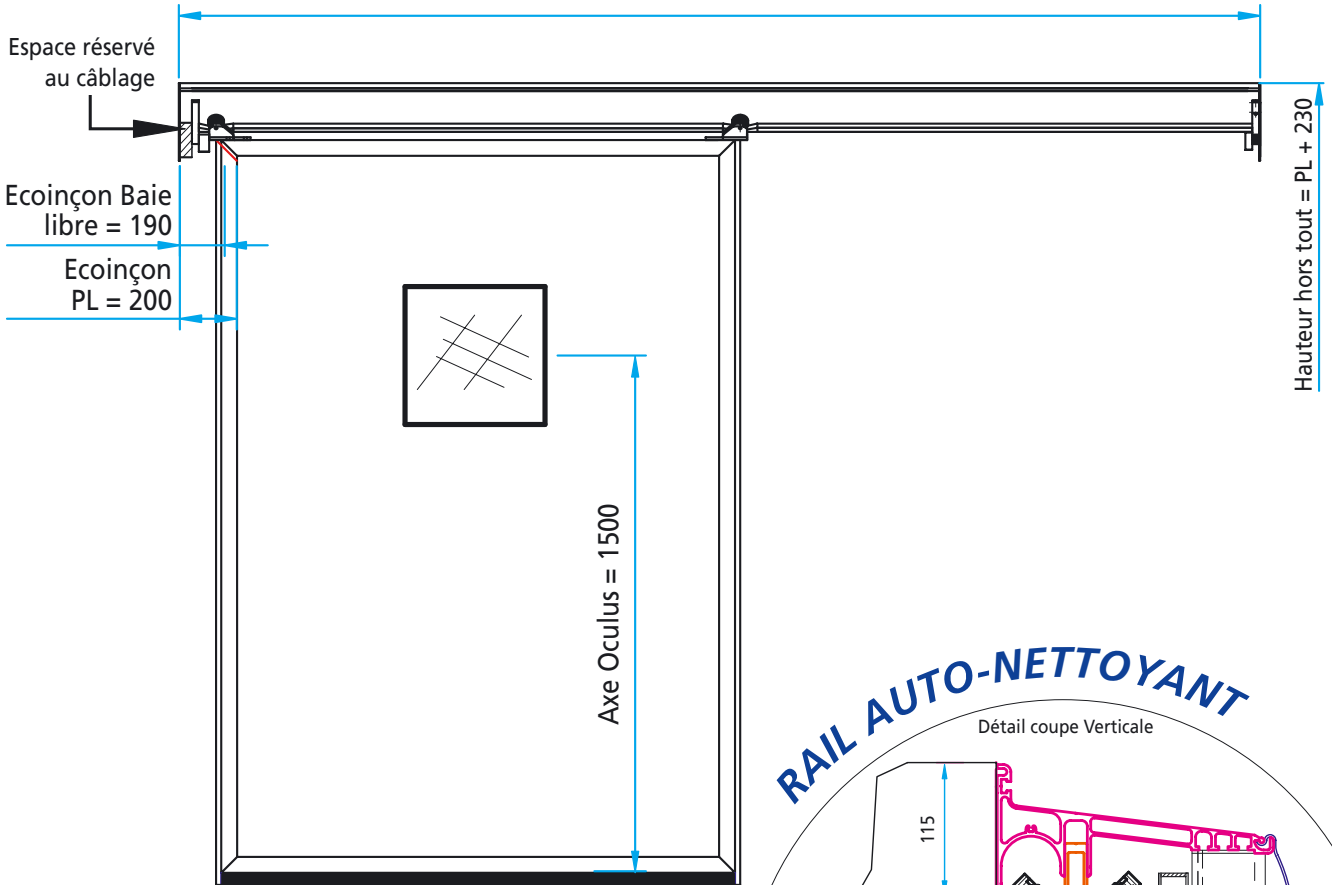 Espace réservé
au câblage
Ecoinçon Baie
libre = 190
Ecoinçon
PL = 200
Hauteur hors tout = PL + 230
Axe Oculus = 1500
RAIL AUTO-NETTOYANT
Détail coupe Verticale
115